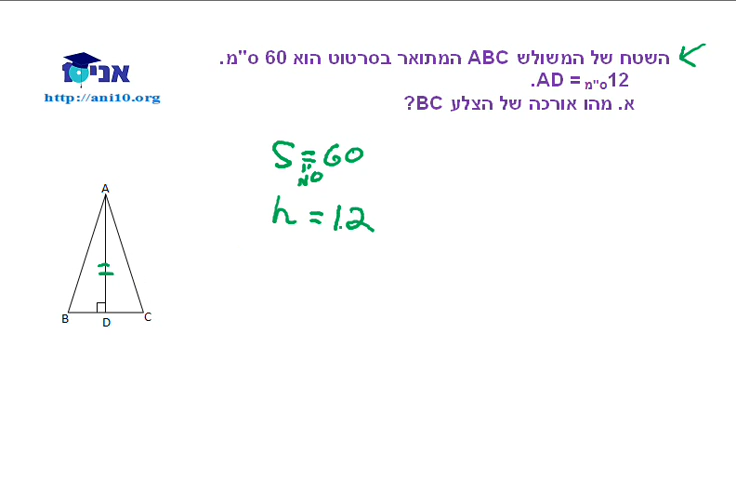 השטח של המשולש ABC המתואר בסרטוט הוא 60 ס"מ.
12ס"מ = AD.
א. מהו אורכה של הצלע BC?
אני10
http://ani10.org
S = 60
ס"מ
h = 12
A
B
D
C